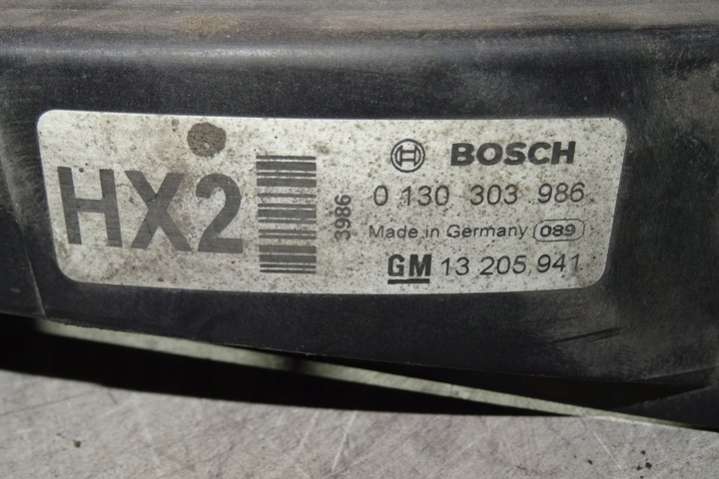 HX2
3986
BOSCH
0 130 303 986
Made in Germany 089
GM 13 205 941